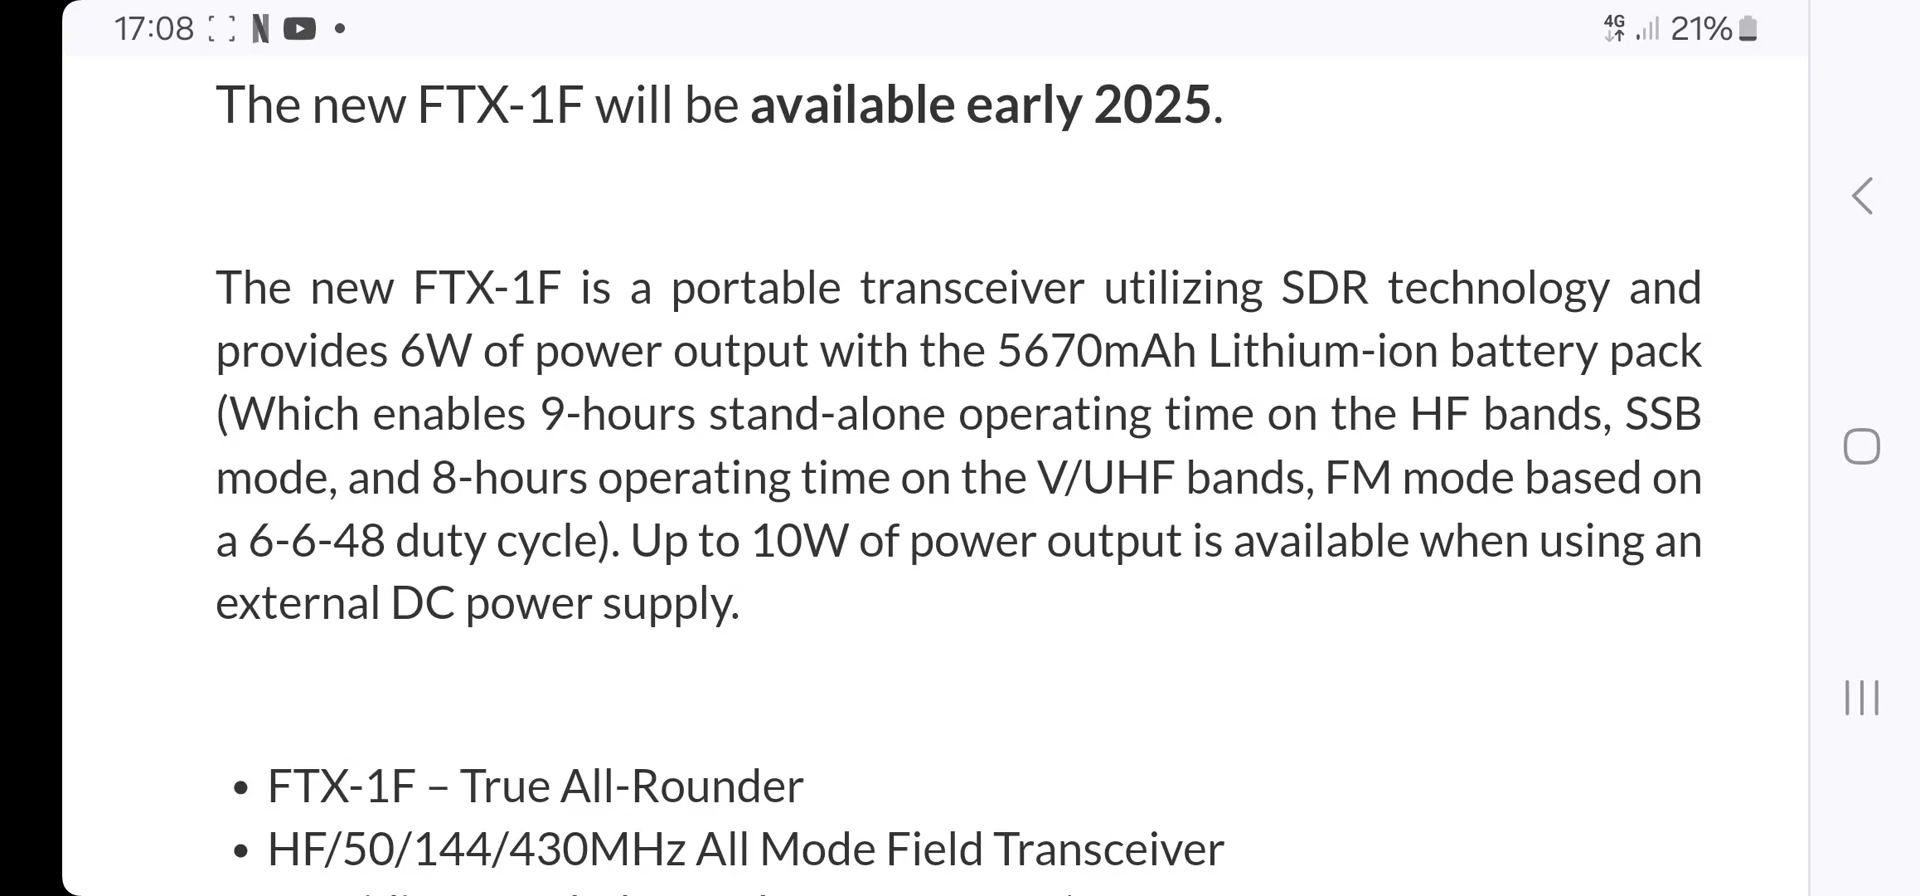 17:08
4G 21%
The new FTX-1F will be available early 2025.
The new FTX-1F is a portable transceiver utilizing SDR technology and
provides 6W of power output with the 5670mAh Lithium-ion battery pack
(Which enables 9-hours stand-alone operating time on the HF bands, SSB
mode, and 8-hours operating time on the V/UHF bands, FM mode based on
a 6-6-48 duty cycle). Up to 10W of power output is available when using an
external DC power supply.
• FTX-1F – True All-Rounder
• HF/50/144/430MHz All Mode Field Transceiver